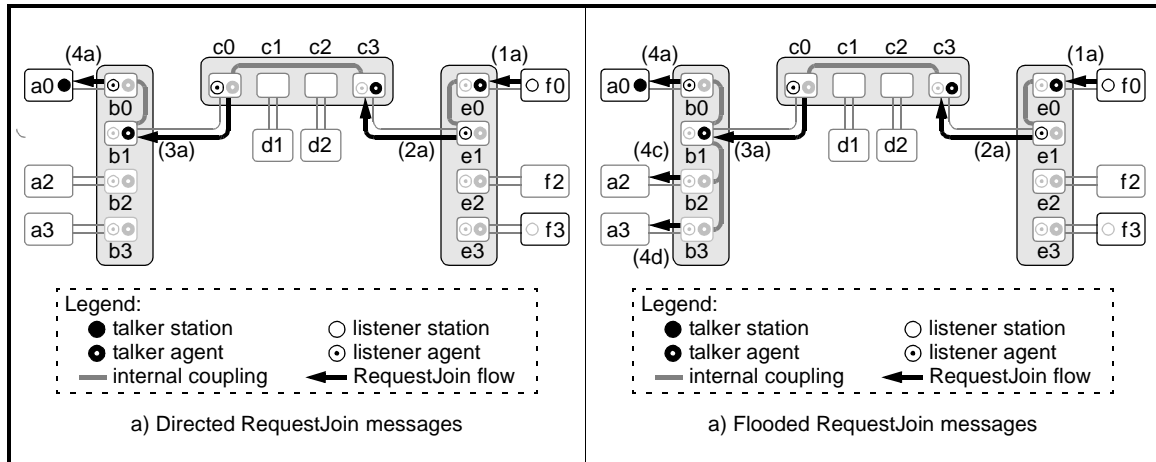 c0 c1 c2 c3
(4a) (1a)
a0 f0
b0 e0
b1 (3a) d1 d2 (2a) e1
a2 f2
b2 e2
a3 f3
b3 e3
Legend:
talker station listener station
talker agent listener agent
internal coupling RequestJoin flow
a) Directed RequestJoin messages
c0 c1 c2 c3
(4a) (1a)
a0 f0
b0 e0
(4c) b1 (3a) d1 d2 (2a) e1
a2 f2
b2 e2
a3 f3
(4d) b3 e3
Legend:
talker station listener station
talker agent listener agent
internal coupling RequestJoin flow
a) Flooded RequestJoin messages